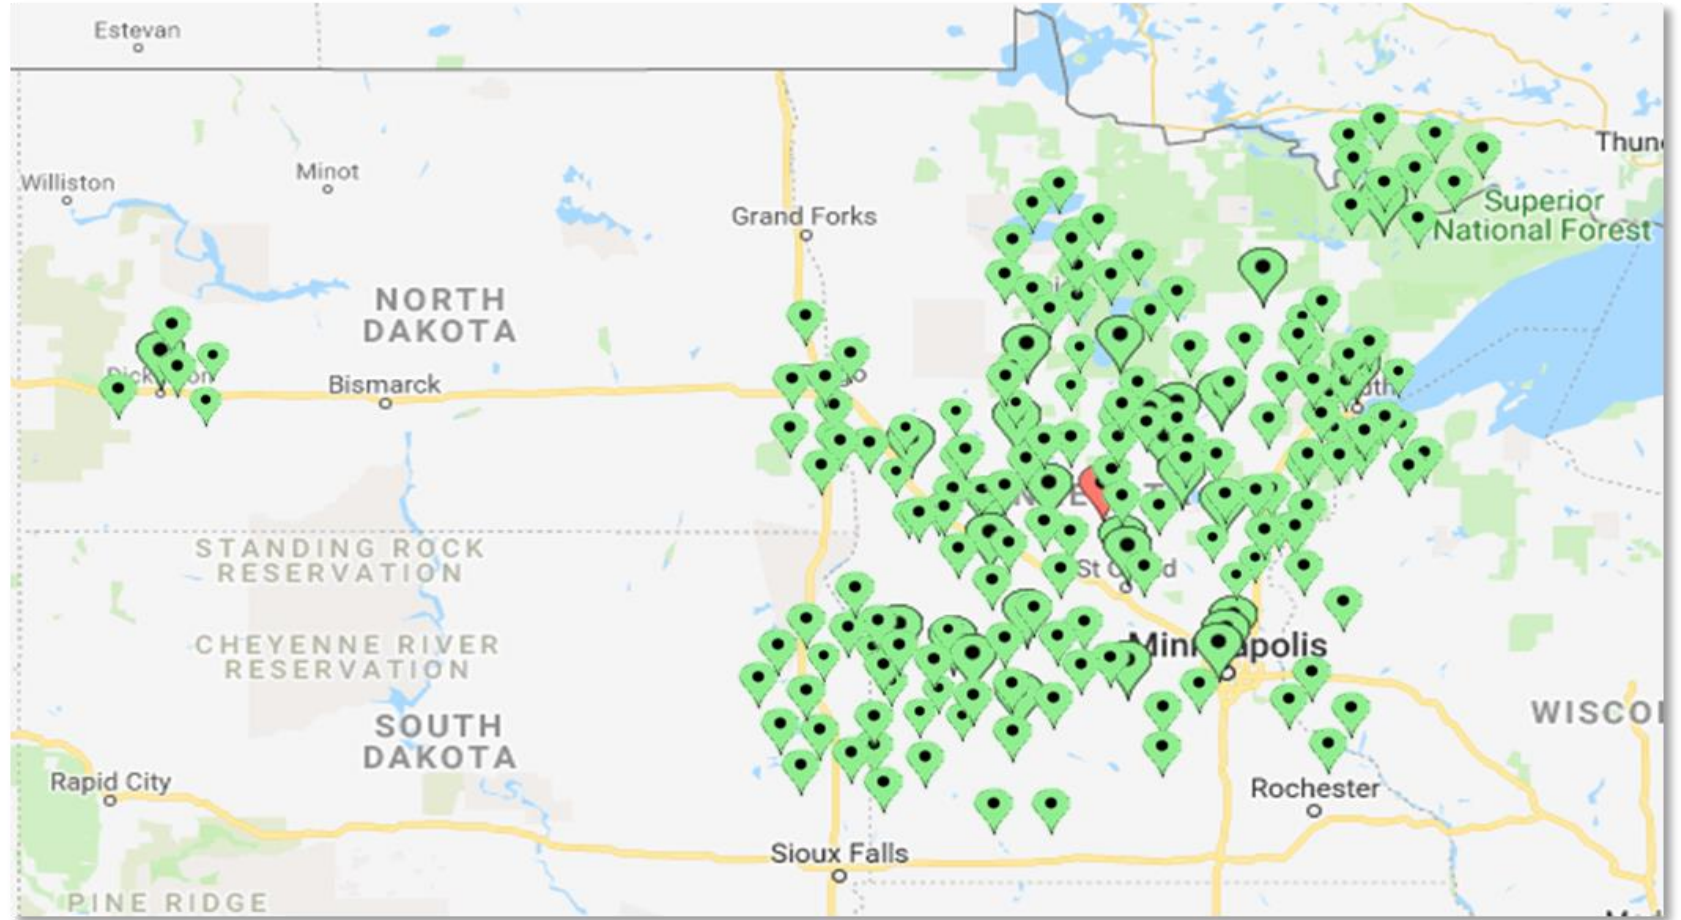 Estevan
Thun
Minot
Williston
Superior
National Forest
Grand Forks
NORTH
DAKOTA
Bismarck
STANDING ROCK
RESERVATION
CHEYENNE RIVER
RESERVATION
SOUTH
DAKOTA
WISCO
Rapid City
Rochester
Sioux Falls
PINE RIDGE